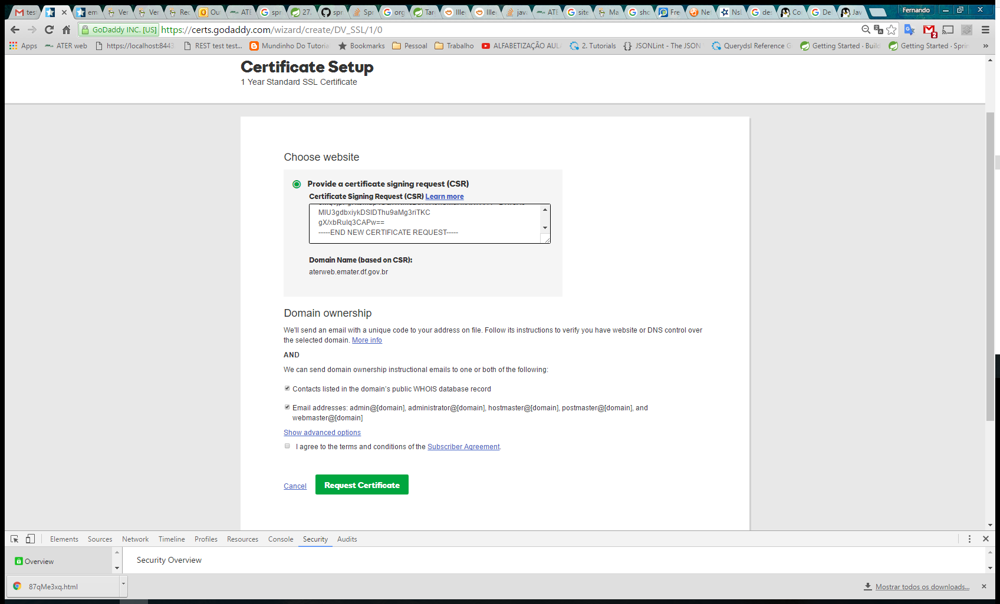 tes
em
Ver
Ver
Rec
Ou
ATE
spr
27.
spr
Spr
org
Tar
Ille
Ille
java
ATE
site
Ma
sho
Fre
Ne
Nsl
des
Co
De
Jav
Fernando
GoDaddy INC. [US] https://certs.godaddy.com/wizard/create/DV_SSL/1/0
2
Apps ATER web https://localhost:8443 REST test test... Mundinho Do Tutoria Bookmarks Pessoal Trabalho ALFABETIZAÇÃO AUL 2. Tutorials JSONLint - The JSON Querydsl Reference G Getting Started · Build Getting Started · Sprin »
Certificate Setup
1 Year Standard SSL Certificate
Choose website
Provide a certificate signing request (CSR)
Certificate Signing Request (CSR) Learn more
MIU3gdbxiykDSIDThu9aMg3riTKC
gX/xbRuIq3CAPw==
-----END NEW CERTIFICATE REQUEST-----
Domain Name (based on CSR):
aterweb.emater.df.gov.br
Domain ownership
We'll send an email with a unique code to your address on file. Follow its instructions to verify you have website or DNS control over
the selected domain. More info
AND
We can send domain ownership instructional emails to one or both of the following:
Contacts listed in the domain's public WHOIS database record
Email addresses: admin@[domain], administrator@[domain], hostmaster@[domain], postmaster@[domain], and
webmaster@[domain]
Show advanced options
I agree to the terms and conditions of the Subscriber Agreement.
Cancel Request Certificate
Elements Sources Network Timeline Profiles Resources Console Security Audits
Overview
Security Overview
87qMe3xq.html
Mostrar todos os downloads...